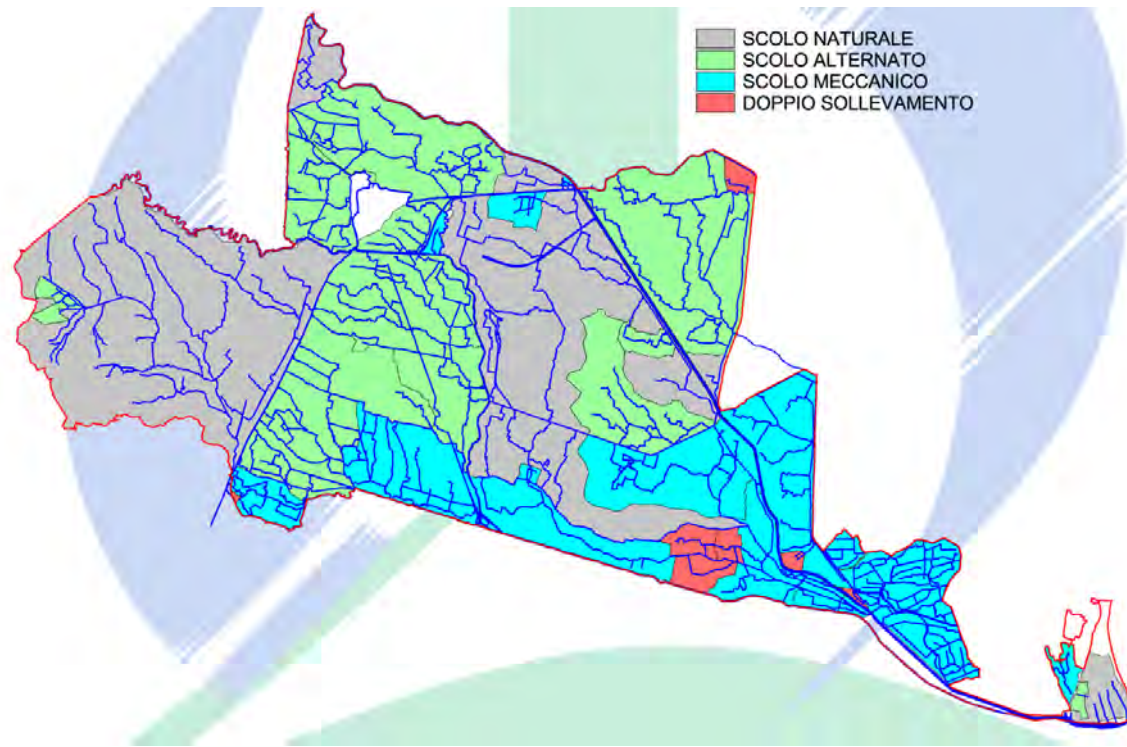 SCOLO NATURALE
SCOLO ALTERNATO
SCOLO MECCANICO
DOPPIO SOLLEVAMENTO